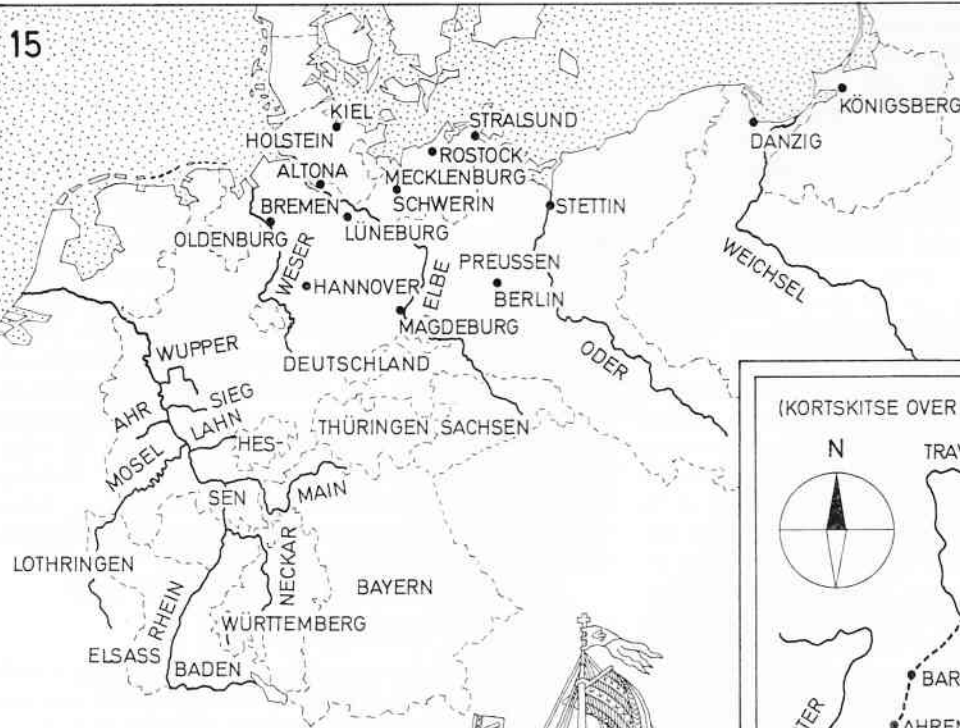 15
KIEL
HOLSTEIN
STRALSUND
KÖNIGSBERG
DANZIG
ROSTOCK
ALTONA
MECKLENBURG
SCHWERIN
BREMEN
STETTIN
OLDENBURG
LÜNEBURG
WESER
HANNOVER
ELBE
PREUSSEN
BERLIN
WEICHSEL
MAGDEBURG
DEUTSCHLAND
ODER
WUPPER
SIEG
AHR
LAHN
THÜRINGEN SACHSEN
HES-
MOSEL
SEN
MAIN
NECKAR
LOTHRINGEN
BAYERN
RHEIN
WÜRTTEMBERG
ELSASS
BADEN
(KORTSKITSE OVER
N
TRAV
BAR
TER
AHREN